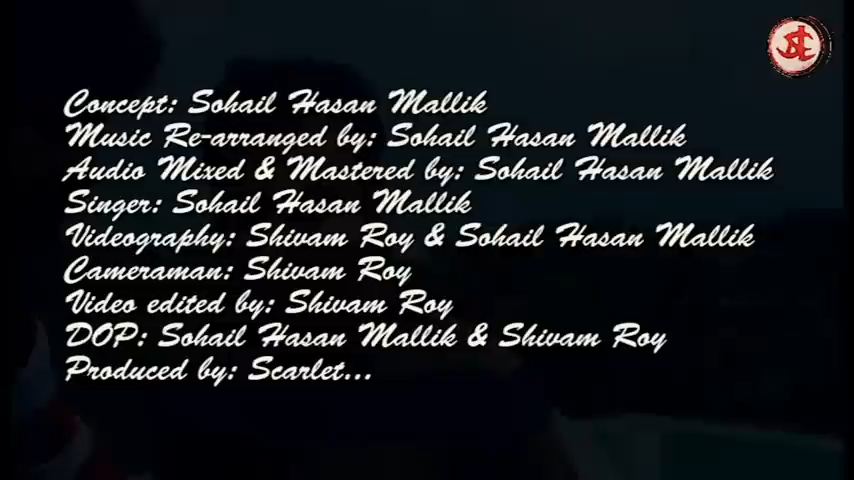 Concept: Sohail Hasan Mallik
Music Re-arranged by: Sohail Hasan Mallik
Audio Mixed & Mastered by: Sohail Hasan Mallik
Singer: Sohail Hasan Mallik
Videography: Shivam Roy & Sohail Hasan Mallik
Cameraman: Shivam Roy
Video edited by: Shivam Roy
DOP: Sohail Hasan Mallik & Shivam Roy
Produced by: Scarlet...